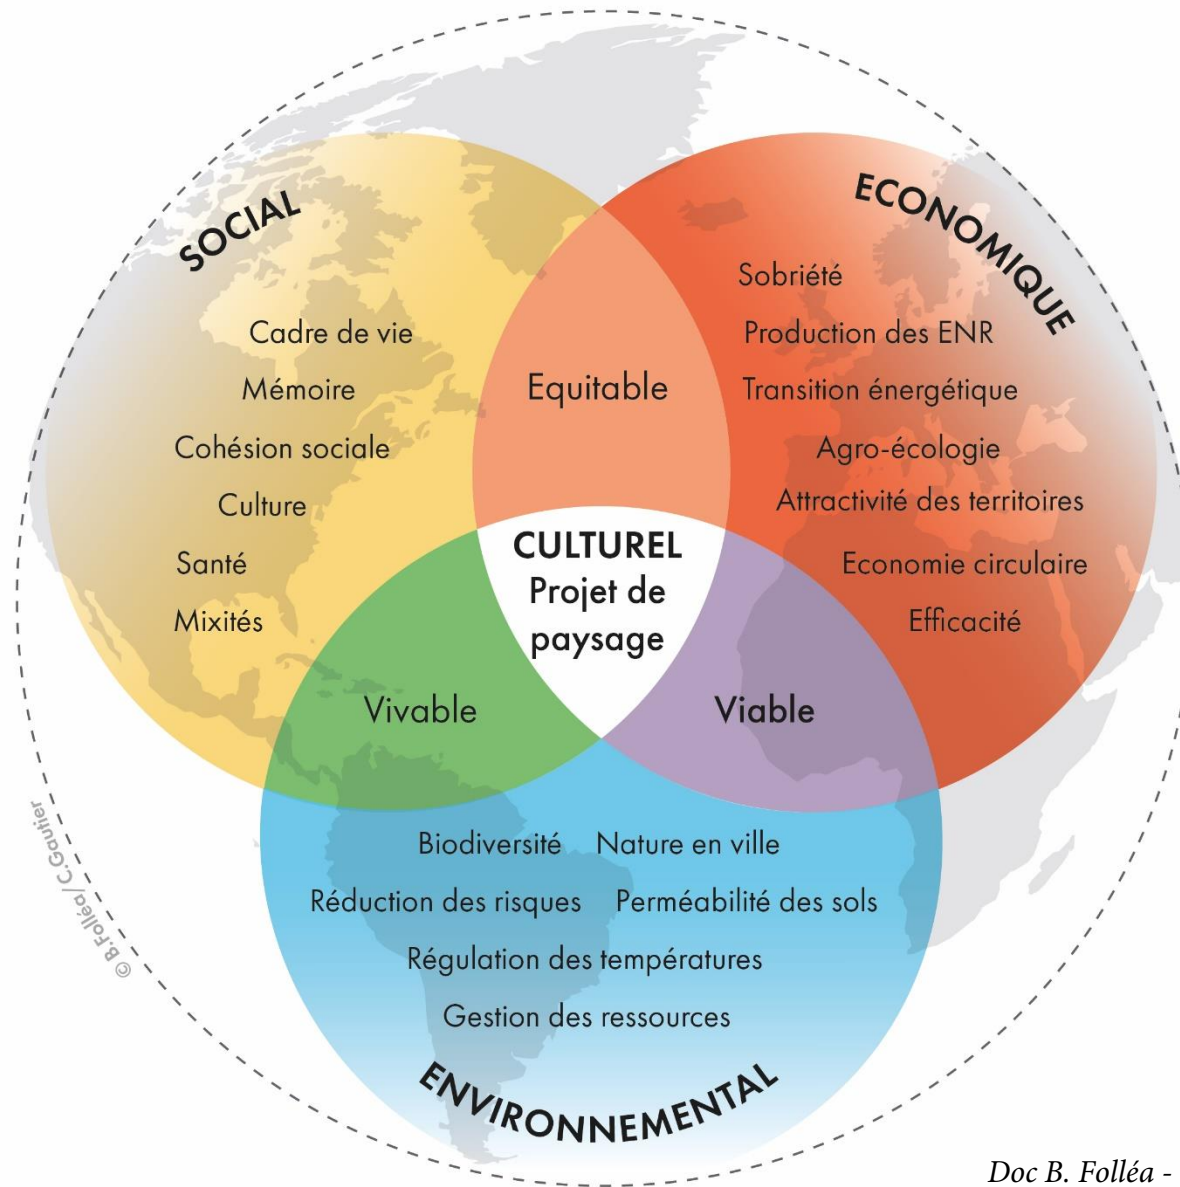 SOCIAL
Cadre de vie
Mémoire
Cohésion sociale
Culture
Santé
Mixités
Equitable
ECONOMIQUE
Sobriété
Production des ENR
Transition énergétique
Agro-écologie
Attractivité des territoires
Economie circulaire
Efficacité
CULTUREL
Projet de
paysage
Vivable
Viable
Biodiversité
Nature en ville
Réduction des risques
Perméabilité des sols
Régulation des températures
Gestion des ressources
ENVIRONNEMENTAL
© B.Folléa/C.Gautier
Doc B. Folléa -